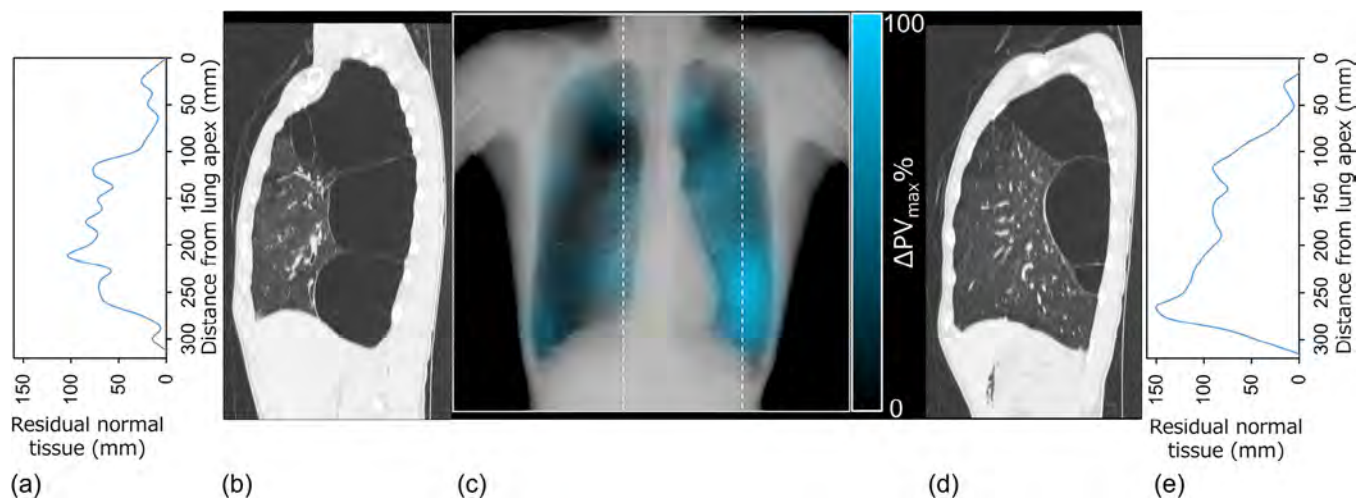 0
50
100
150
200
250
300
Distance from lung apex (mm)
150
100
50
0
Residual normal
tissue (mm)
(a)
(b)
(c)
100
ΔPVmax%
0
(d)
0
50
100
150
200
250
300
Distance from lung apex (mm)
150
100
50
0
Residual normal
tissue (mm)
(e)